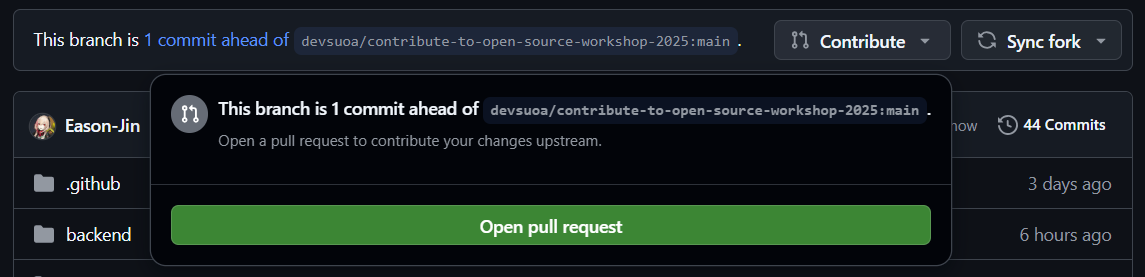 This branch is 1 commit ahead of devsuoa/contribute-to-open-source-workshop-2025:main .
Contribute
Sync fork
This branch is 1 commit ahead of devsuoa/contribute-to-open-source-workshop-2025:main .
Open a pull request to contribute your changes upstream.
Eason-Jin
now
44 Commits
.github
3 days ago
Open pull request
backend
6 hours ago